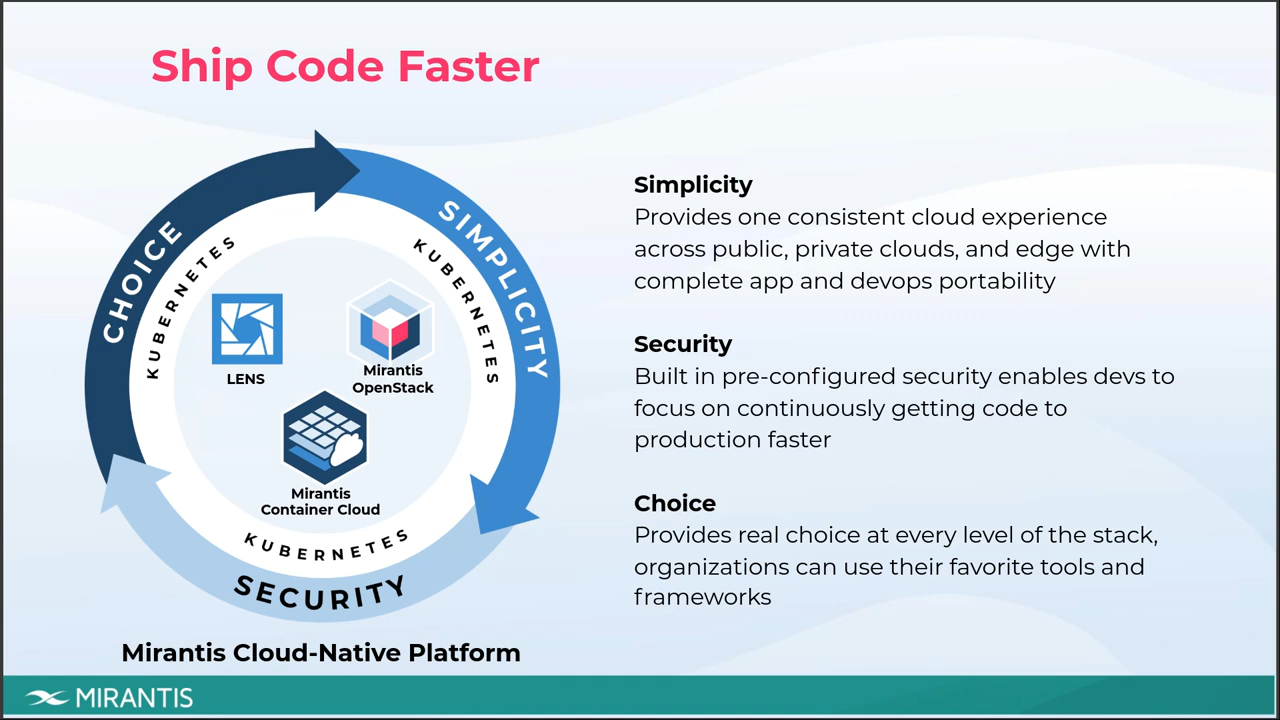 Ship Code Faster
CHOICE
SIMPLICITY
KUBERNETES
KUBERNETES
LENS
Mirantis
OpenStack
Mirantis
Container Cloud
KUBERNETES
SECURITY
Mirantis Cloud-Native Platform
Simplicity
Provides one consistent cloud experience
across public, private clouds, and edge with
complete app and devops portability
Security
Built in pre-configured security enables devs to
focus on continuously getting code to
production faster
Choice
Provides real choice at every level of the stack,
organizations can use their favorite tools and
frameworks
MIRANTIS